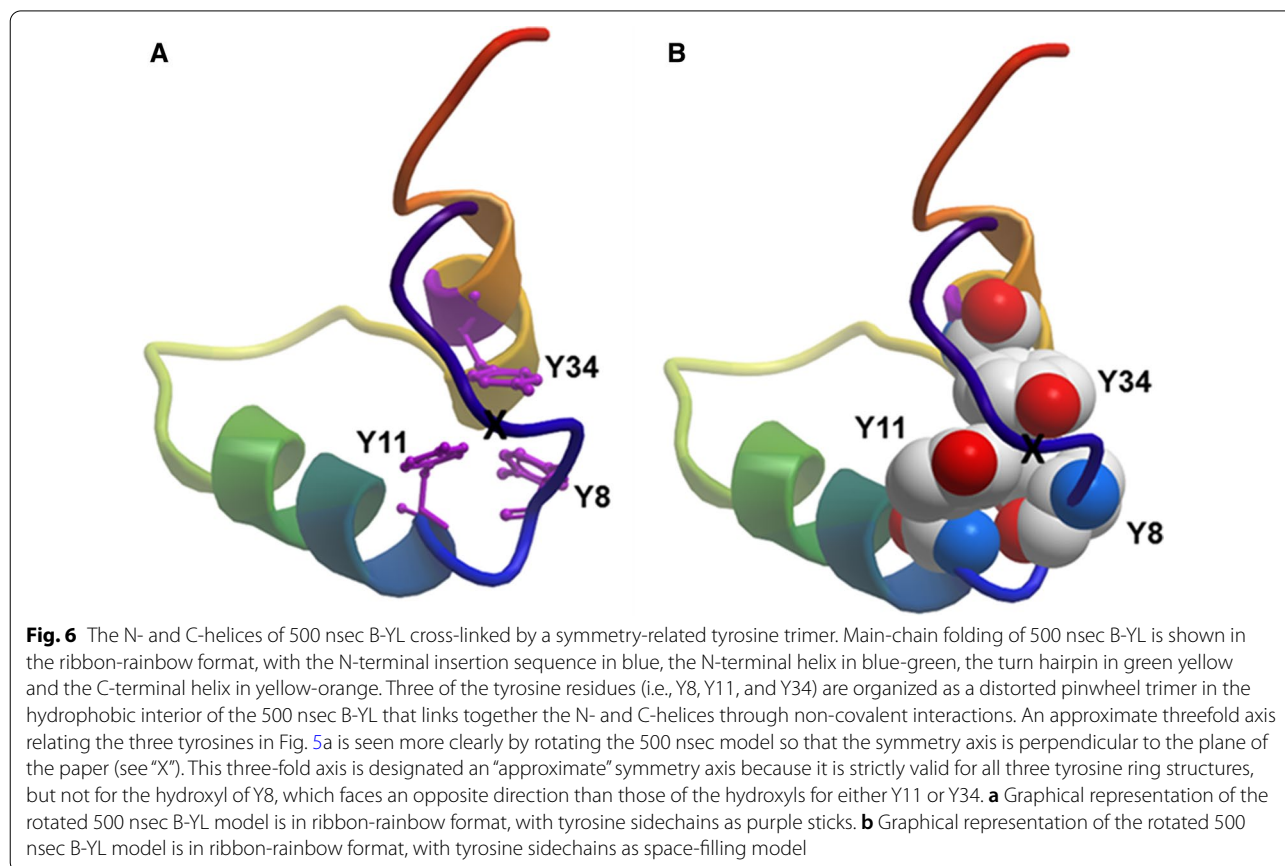 A
B
Y34
Y34
X
Y11
Y11
X
Y8
Y8
Fig. 6 The N- and C-helices of 500 nsec B-YL cross-linked by a symmetry-related tyrosine trimer. Main-chain folding of 500 nsec B-YL is shown in
the ribbon-rainbow format, with the N-terminal insertion sequence in blue, the N-terminal helix in blue-green, the turn hairpin in green yellow
and the C-terminal helix in yellow-orange. Three of the tyrosine residues (i.e., Y8, Y11, and Y34) are organized as a distorted pinwheel trimer in the
hydrophobic interior of the 500 nsec B-YL that links together the N- and C-helices through non-covalent interactions. An approximate threefold axis
relating the three tyrosines in Fig. 5a is seen more clearly by rotating the 500 nsec model so that the symmetry axis is perpendicular to the plane of
the paper (see “X”). This three-fold axis is designated an “approximate” symmetry axis because it is strictly valid for all three tyrosine ring structures,
but not for the hydroxyl of Y8, which faces an opposite direction than those of the hydroxyls for either Y11 or Y34. a Graphical representation of the
rotated 500 nsec B-YL model is in ribbon-rainbow format, with tyrosine sidechains as purple sticks. b Graphical representation of the rotated 500
nsec B-YL model is in ribbon-rainbow format, with tyrosine sidechains as space-filling model